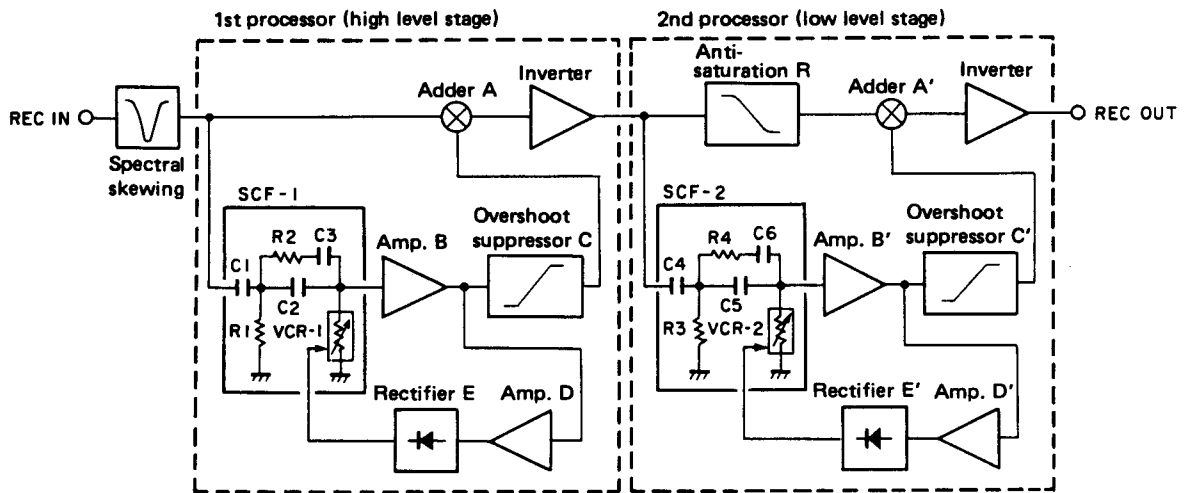 1st processor (high level stage)
2nd processor (low level stage)
REC IN
Spectral
skewing
Adder A
Inverter
SCF-1
C1
R2
C3
C2
R1
VCR-1
Amp. B
Overshoot
suppressor C
Rectifier E
Amp. D
Anti-
saturation R
Adder A'
Inverter
REC OUT
SCF-2
C4
R4
C6
C5
R3
VCR-2
Amp. B'
Overshoot
suppressor C'
Rectifier E'
Amp. D'